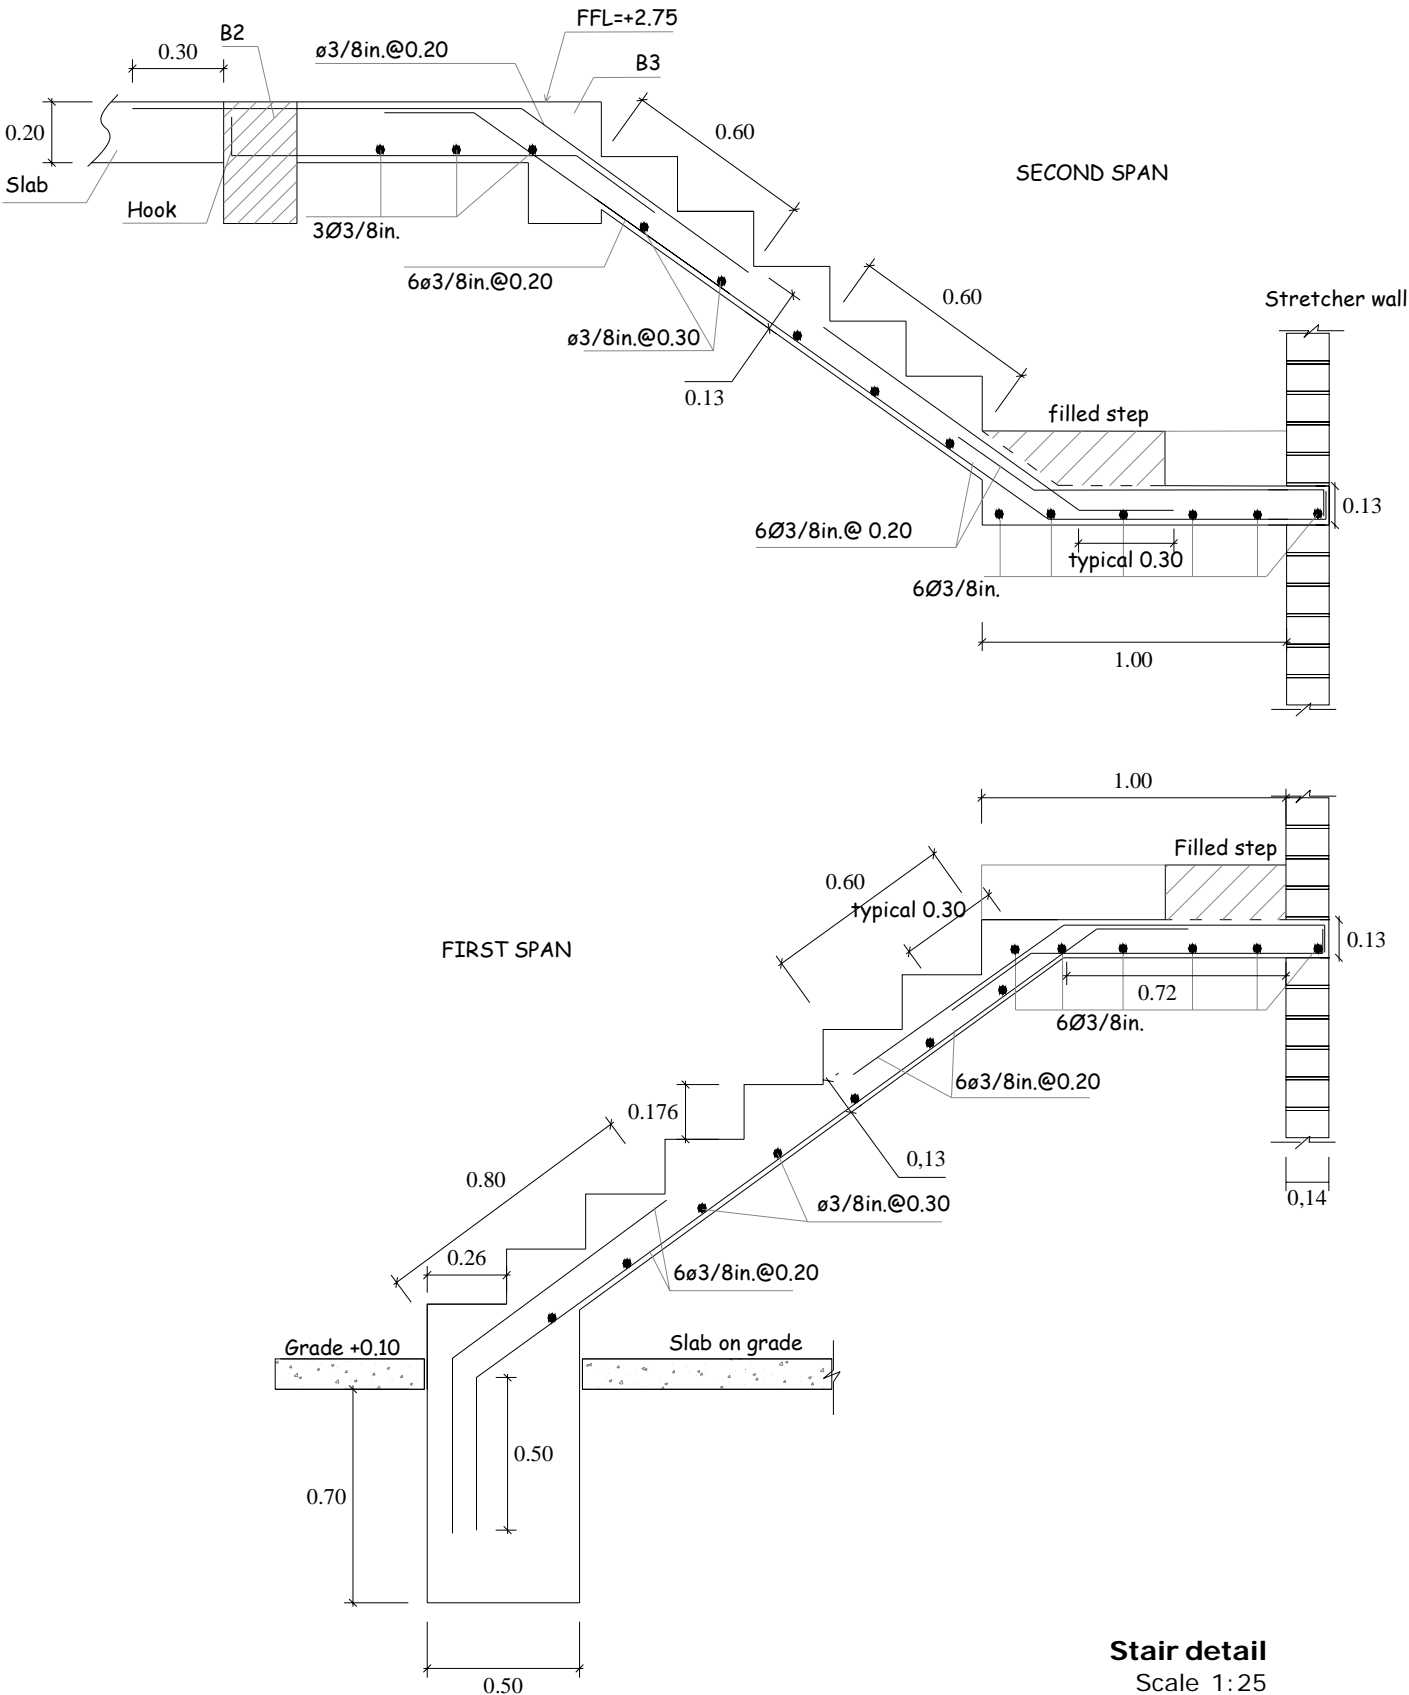 FFL=+2.75
B2
ø3/8in.@0.20
0.30
B3
0.20
0.60
SECOND SPAN
Slab
Hook
3Ø3/8in.
6ø3/8in.@0.20
0.60
Stretcher wall
ø3/8in.@0.30
0.13
filled step
0.13
6Ø3/8in.@ 0.20
typical 0.30
6Ø3/8in.
1.00
1.00
Filled step
0.60
typical 0.30
FIRST SPAN
0.13
0.72
6Ø3/8in.
6ø3/8in.@0.20
0.176
0,13
0.80
ø3/8in.@0.30
0,14
0.26
6ø3/8in.@0.20
Grade +0.10
Slab on grade
0.50
0.70
0.50
Stair detail
Scale 1:25